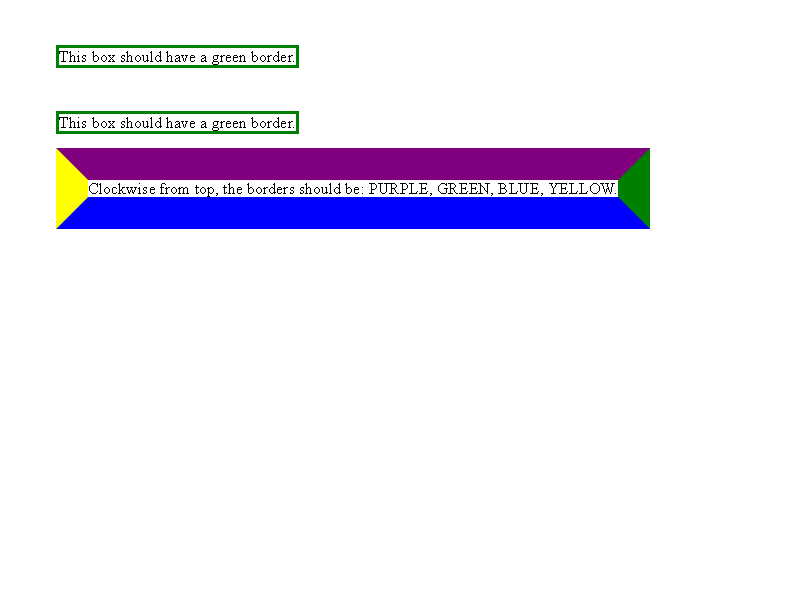 This box should have a green border.
This box should have a green border.
Clockwise from top, the borders should be: PURPLE, GREEN, BLUE, YELLOW.